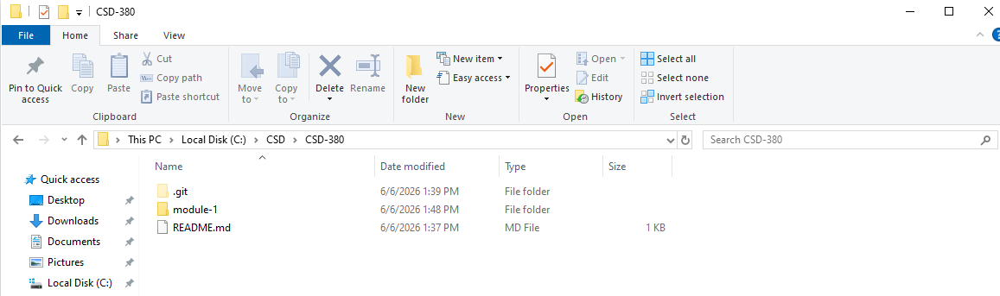 CSD-380
File Home Share View
Pin to Quick access
Copy
Paste
Cut
Copy path
Paste shortcut
Clipboard
Move to
Copy to
Delete
Rename
Organize
New folder
New item
Easy access
New
Properties
Open
Edit
History
Open
Select all
Select none
Invert selection
Select
This PC > Local Disk (C:) > CSD > CSD-380
Search CSD-380
Name Date modified Type Size
Quick access
Desktop
Downloads
Documents
Pictures
Local Disk (C:)
.git 6/6/2026 1:39 PM File folder
module-1 6/6/2026 1:48 PM File folder
README.md 6/6/2026 1:37 PM MD File 1 KB